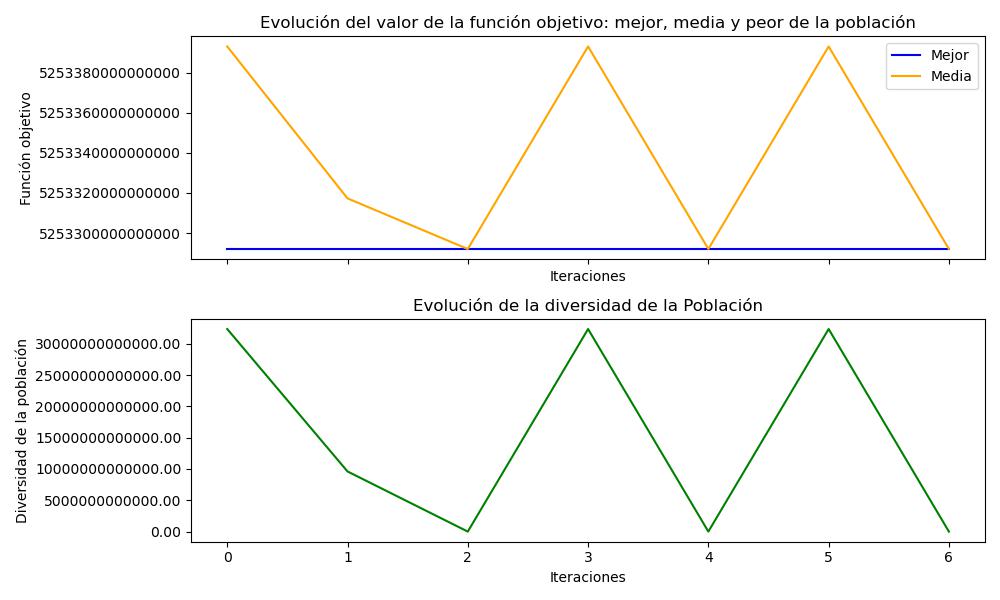 Evolución del valor de la función objetivo: mejor, media y peor de la población
Función objetivo
5253380000000000
5253360000000000
5253340000000000
5253320000000000
5253300000000000
Mejor
Media
Iteraciones
Evolución de la diversidad de la Población
Diversidad de la población
30000000000000.00
25000000000000.00
20000000000000.00
15000000000000.00
10000000000000.00
5000000000000.00
0.00
0 1 2 3 4 5 6
Iteraciones